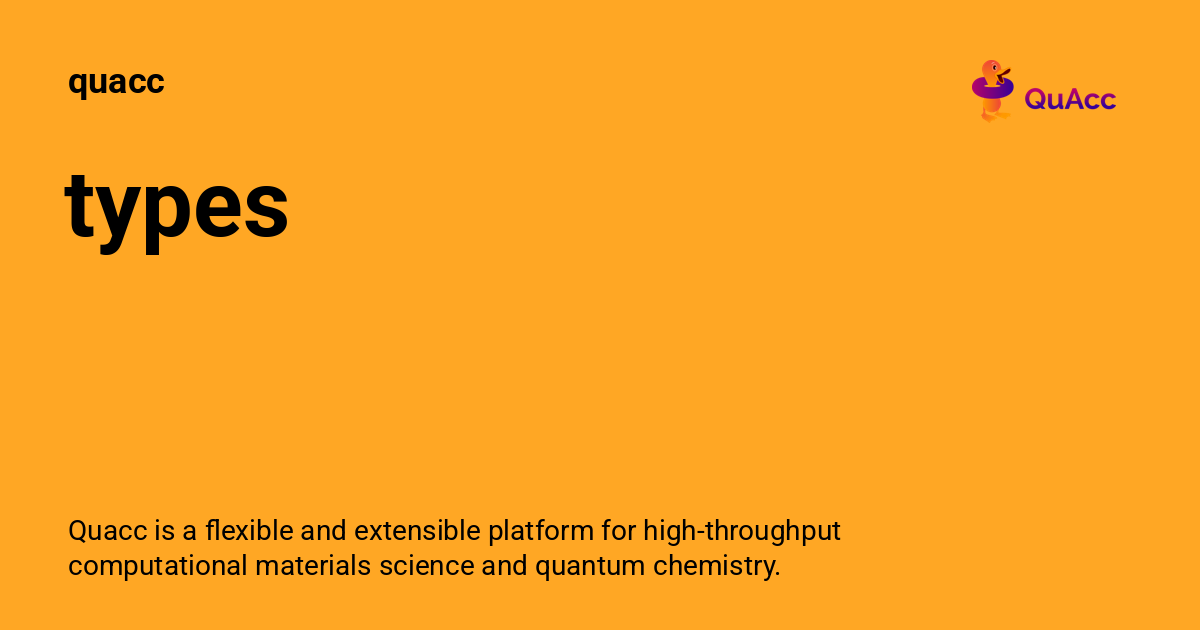 quacc
QuAcc
types
Quacc is a flexible and extensible platform for high-throughput
computational materials science and quantum chemistry.